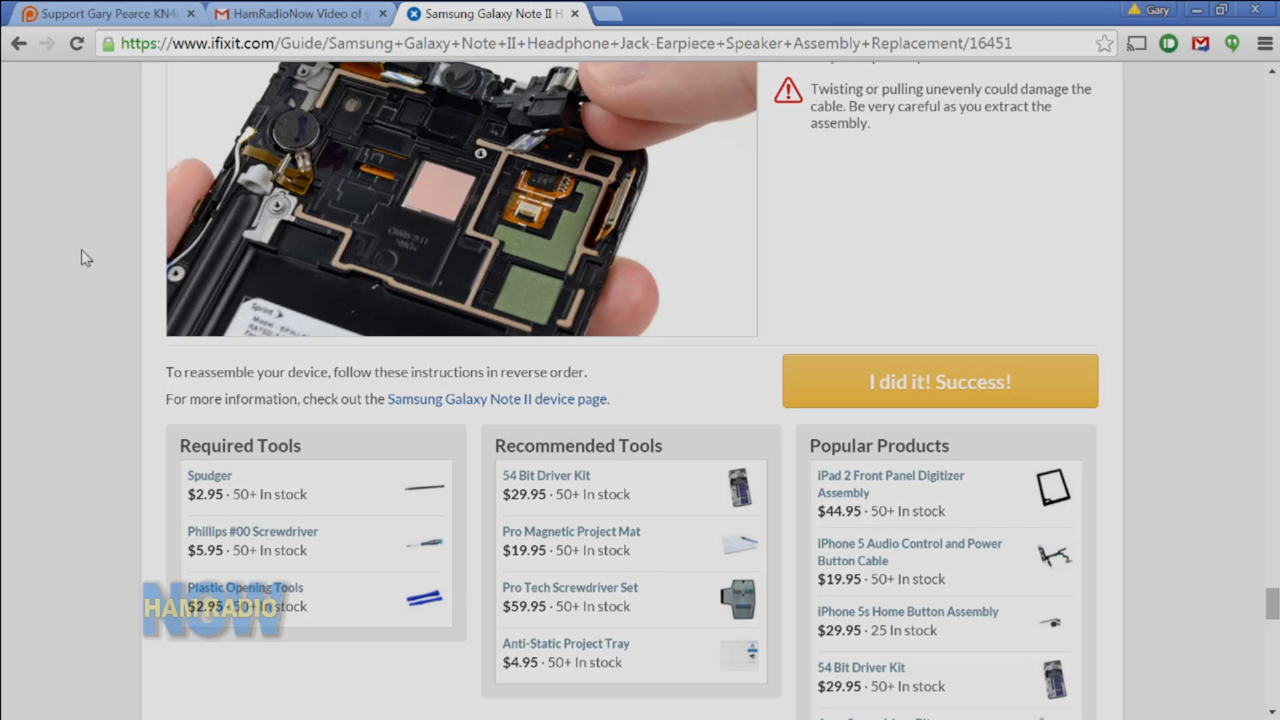 Support Gary Pearce KN4
HamRadioNow Video of y
Samsung Galaxy Note II H
Gary
https://www.ifixit.com/Guide/Samsung+Galaxy+Note+II+Headphone+Jack-Earpiece+Speaker+Assembly+Replacement/16451
Twisting or pulling unevenly could damage the
cable. Be very careful as you extract the
assembly.
Sprint
To reassemble your device, follow these instructions in reverse order.
For more information, check out the Samsung Galaxy Note II device page.
I did it! Success!
Required Tools
Spudger
$2.95 · 50+ In stock
Phillips #00 Screwdriver
$5.95 · 50+ In stock
Plastic Opening Tools
$2.95 · 50+ In stock
HAM RADIO
NOW
Recommended Tools
54 Bit Driver Kit
$29.95 · 50+ In stock
Pro Magnetic Project Mat
$19.95 · 50+ In stock
Pro Tech Screwdriver Set
$59.95 · 50+ In stock
Anti-Static Project Tray
$4.95 · 50+ In stock
Popular Products
iPad 2 Front Panel Digitizer
Assembly
$44.95 · 50+ In stock
iPhone 5 Audio Control and Power
Button Cable
$19.95 · 50+ In stock
iPhone 5s Home Button Assembly
$29.95 · 25 In stock
54 Bit Driver Kit
$29.95 · 50+ In stock